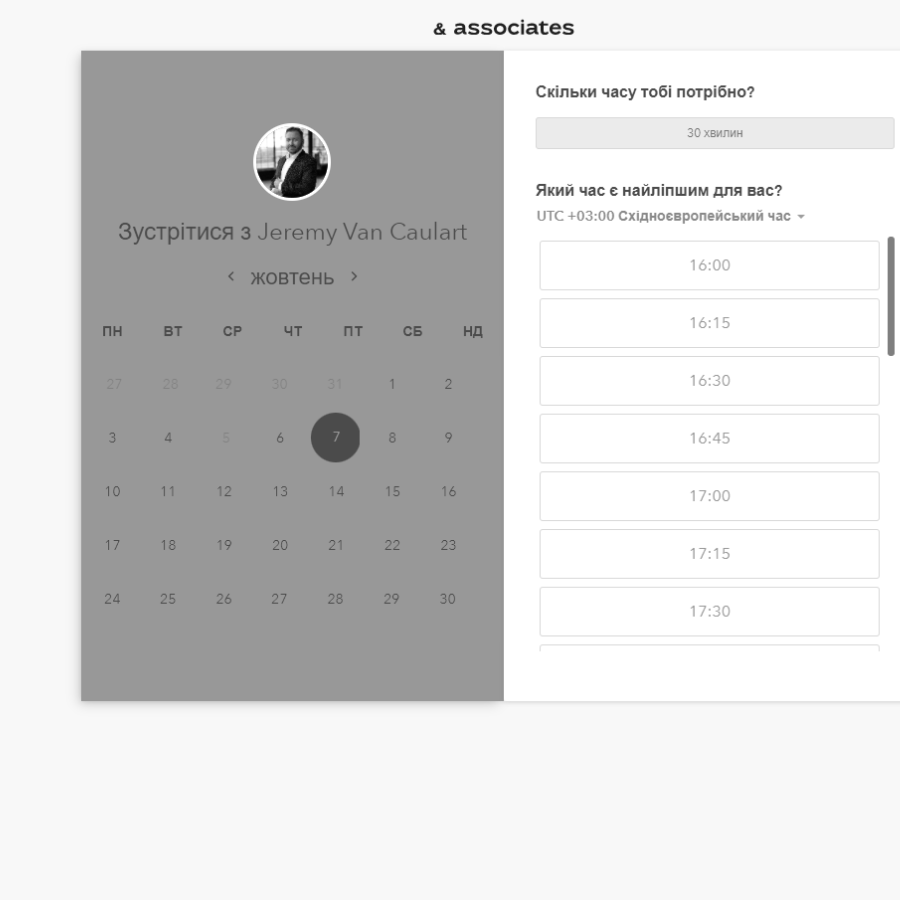 & associates
Зустрітися з Jeremy Van Caulart
жовтень
ПН ВТ СР ЧТ ПТ СБ НД
27 28 29 30 31 1 2
3 4 5 6 7 8 9
10 11 12 13 14 15 16
17 18 19 20 21 22 23
24 25 26 27 28 29 30
Скільки часу тобі потрібно?
30 хвилин
Який час є найліпшим для вас?
UTC +03:00 Східноєвропейський час
16:00
16:15
16:30
16:45
17:00
17:15
17:30